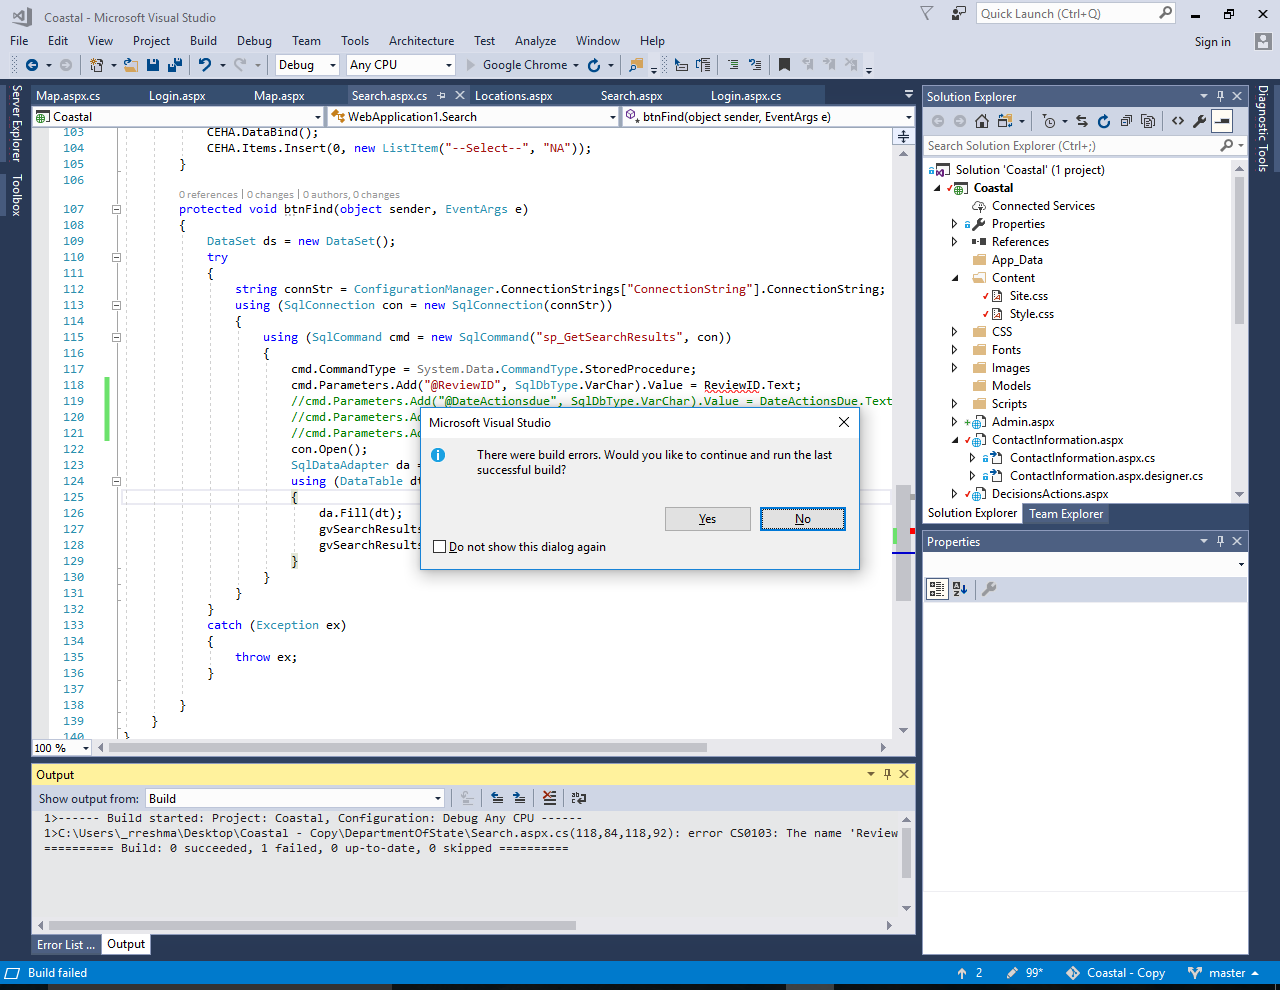 Coastal - Microsoft Visual Studio
Quick Launch (Ctrl+Q)
File Edit View Project Build Debug Team Tools Architecture Test Analyze Window Help
Sign in
Debug Any CPU Google Chrome
Server Explorer
Toolbox
Map.aspx.cs Login.aspx Map.aspx Search.aspx.cs Locations.aspx Search.aspx Login.aspx.cs
Coastal WebApplication1.Search btnFind(object sender, EventArgs e)
103 CEHA.DataBind();
104 CEHA.Items.Insert(0, new ListItem("--Select--", "NA"));
105 }
106
0 references | 0 changes | 0 authors, 0 changes
107 protected void btnFind(object sender, EventArgs e)
108 {
109 DataSet ds = new DataSet();
110 try
111 {
112 string connStr = ConfigurationManager.ConnectionStrings["ConnectionString"].ConnectionString;
113 using (SqlConnection con = new SqlConnection(connStr))
114 {
115 using (SqlCommand cmd = new SqlCommand("sp_GetSearchResults", con))
116 {
117 cmd.CommandType = System.Data.CommandType.StoredProcedure;
118 cmd.Parameters.Add("@ReviewID", SqlDbType.VarChar).Value = ReviewID.Text;
119 //cmd.Parameters.Add("@DateActionsdue", SqlDbType.VarChar).Value = DateActionsDue.Text
120 //cmd.Parameters.Ad
121 //cmd.Parameters.Ad
122 con.Open();
123 SqlDataAdapter da =
124 using (DataTable dt
125 {
126 da.Fill(dt);
127 gvSearchResults
128 gvSearchResults
129 }
130 }
131 }
132 }
133 catch (Exception ex)
134 {
135 throw ex;
136 }
137
138 }
139 }
140 }
100 %
Microsoft Visual Studio
There were build errors. Would you like to continue and run the last
successful build?
Yes No
Do not show this dialog again
Output
Show output from: Build
1>------ Build started: Project: Coastal, Configuration: Debug Any CPU ------
1>C:\Users\_rreshma\Desktop\Coastal - Copy\DepartmentOfState\Search.aspx.cs(118,84,118,92): error CS0103: The name 'Review
========== Build: 0 succeeded, 1 failed, 0 up-to-date, 0 skipped ==========
Error List ... Output
Solution Explorer
Search Solution Explorer (Ctrl+;)
Solution 'Coastal' (1 project)
Coastal
Connected Services
Properties
References
App_Data
Content
Site.css
Style.css
CSS
Fonts
Images
Models
Scripts
Admin.aspx
ContactInformation.aspx
ContactInformation.aspx.cs
ContactInformation.aspx.designer.cs
DecisionsActions.aspx
Solution Explorer Team Explorer
Properties
Diagnostic Tools
Build failed 2 99* Coastal - Copy master